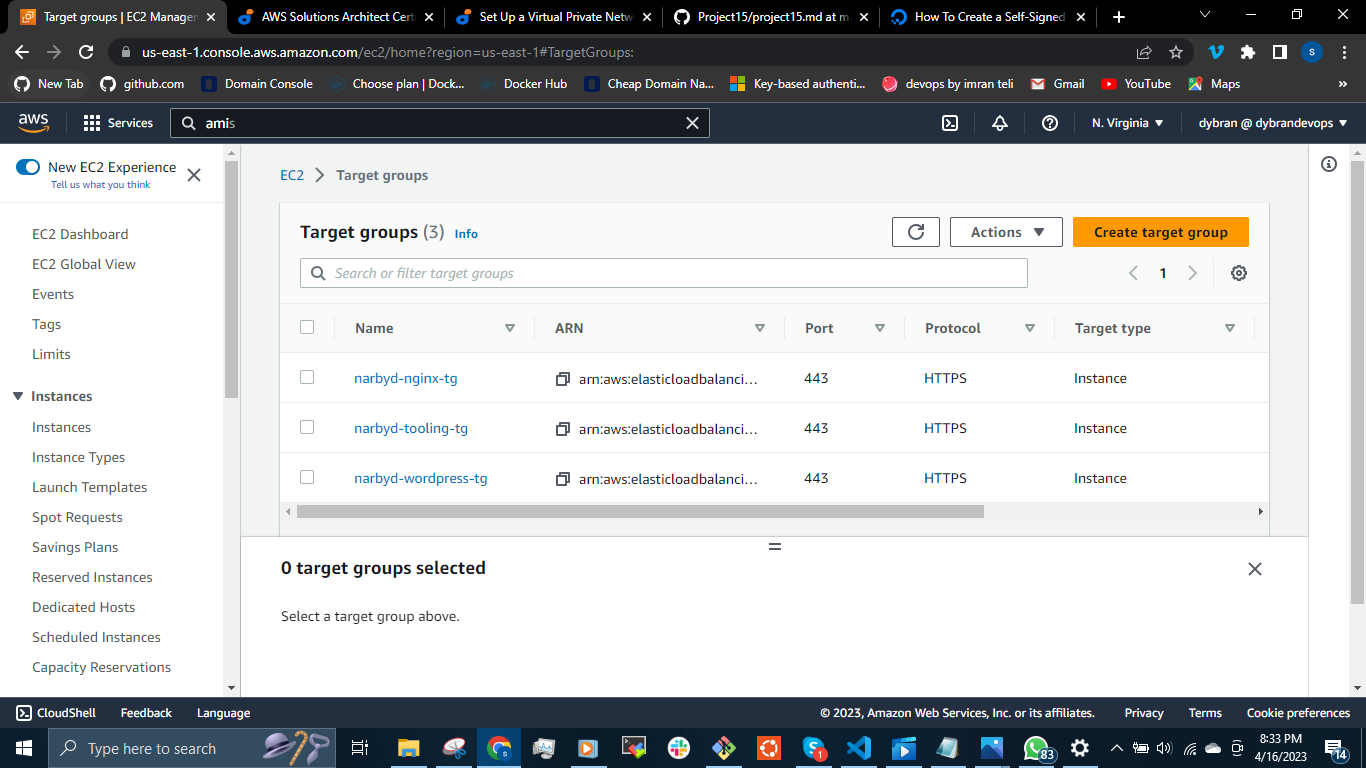 Target groups | EC2 Manager
AWS Solutions Architect Cert
Set Up a Virtual Private Netw
Project15/project15.md at ma
How To Create a Self-Signed
us-east-1.console.aws.amazon.com/ec2/home?region=us-east-1#TargetGroups:
S
New Tab
github.com
Domain Console
Choose plan | Dock...
Docker Hub
Cheap Domain Na...
Key-based authenti...
devops by imran teli
Gmail
YouTube
Maps
»
aws
Services
amis
N. Virginia
dybran @ dybrandevops
New EC2 Experience
Tell us what you think
EC2 Dashboard
EC2 Global View
Events
Tags
Limits
Instances
Instances
Instance Types
Launch Templates
Spot Requests
Savings Plans
Reserved Instances
Dedicated Hosts
Scheduled Instances
Capacity Reservations
EC2 > Target groups
Target groups (3) Info
Actions
Create target group
Search or filter target groups
1
Name ARN Port Protocol Target type
narbyd-nginx-tg arn:aws:elasticloadbalanci... 443 HTTPS Instance
narbyd-tooling-tg arn:aws:elasticloadbalanci... 443 HTTPS Instance
narbyd-wordpress-tg arn:aws:elasticloadbalanci... 443 HTTPS Instance
0 target groups selected
Select a target group above.
CloudShell Feedback Language
© 2023, Amazon Web Services, Inc. or its affiliates. Privacy Terms Cookie preferences
Type here to search
1
83
8:33 PM
4/16/2023
14